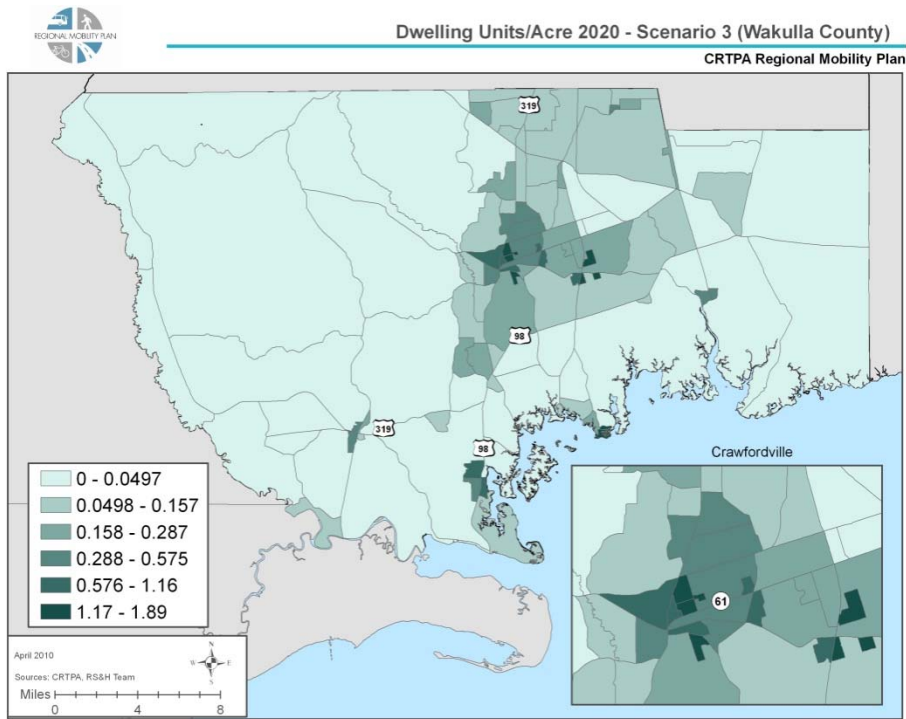 REGIONAL MOBILITY PLAN
Dwelling Units/Acre 2020 - Scenario 3 (Wakulla County)
CRTPA Regional Mobility Plan
319
98
319
98
Crawfordville
61
0 - 0.0497
0.0498 - 0.157
0.158 - 0.287
0.288 - 0.575
0.576 - 1.16
1.17 - 1.89
April 2010
Sources: CRTPA, RS&H Team
Miles
0 4 8
N
W E
S